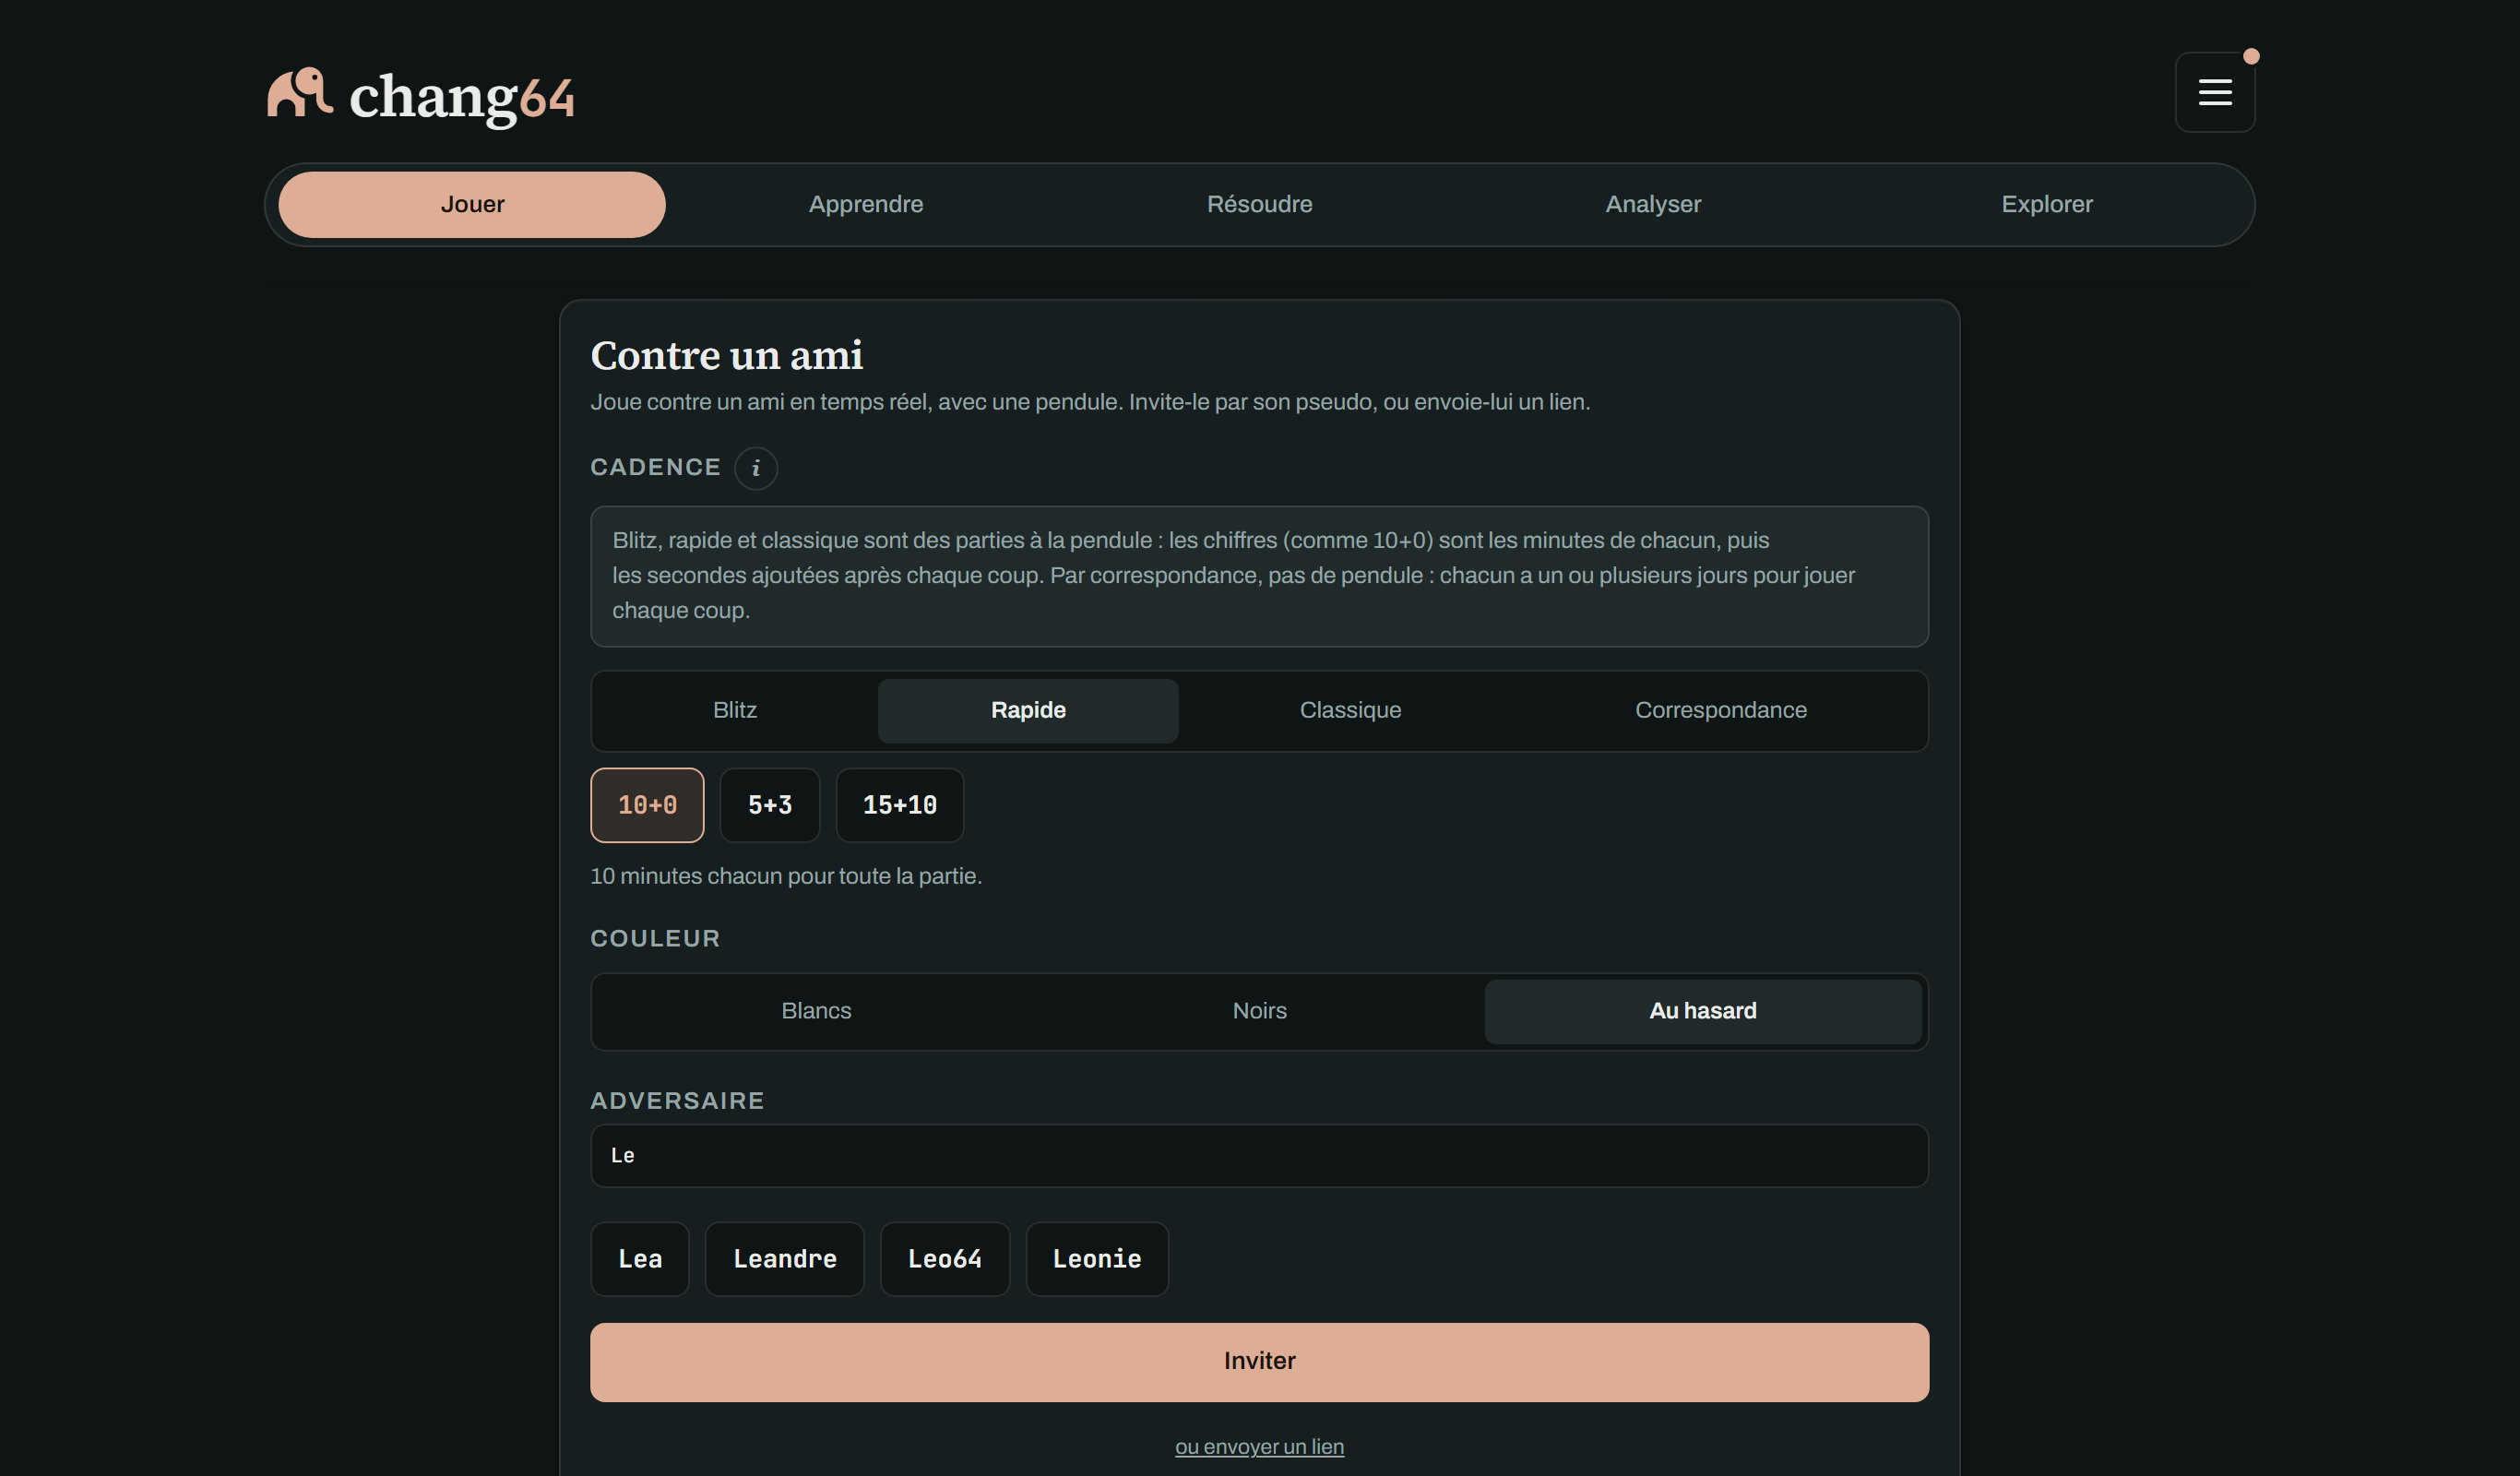 chang64
Jouer
Apprendre
Résoudre
Analyser
Explorer
Contre un ami
Joue contre un ami en temps réel, avec une pendule. Invite-le par son pseudo, ou envoie-lui un lien.
CADENCE i
Blitz, rapide et classique sont des parties à la pendule : les chiffres (comme 10+0) sont les minutes de chacun, puis
les secondes ajoutées après chaque coup. Par correspondance, pas de pendule : chacun a un ou plusieurs jours pour jouer
chaque coup.
Blitz
Rapide
Classique
Correspondance
10+0
5+3
15+10
10 minutes chacun pour toute la partie.
COULEUR
Blancs
Noirs
Au hasard
ADVERSAIRE
Le
Lea
Leandre
Leo64
Leonie
Inviter
ou envoyer un lien